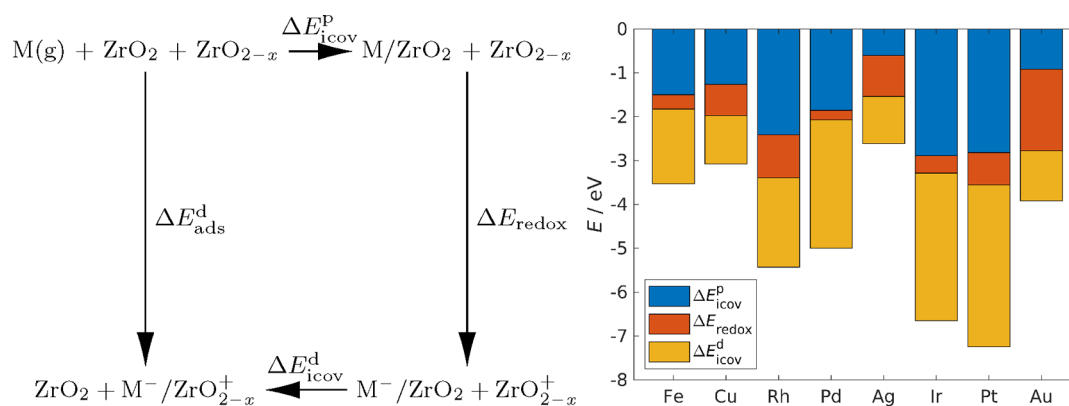 ΔE^p_icov
M(g) + ZrO₂ + ZrO₂₋ₓ
M/ZrO₂ + ZrO₂₋ₓ
ΔE^d_ads
ΔE_redox
ΔE^d_icov
ZrO₂ + M⁻/ZrO⁺₂₋ₓ
M⁻/ZrO₂ + ZrO⁺₂₋ₓ
E / eV
0
-1
-2
-3
-4
-5
-6
-7
-8
ΔE^p_icov
ΔE_redox
ΔE^d_icov
Fe Cu Rh Pd Ag Ir Pt Au